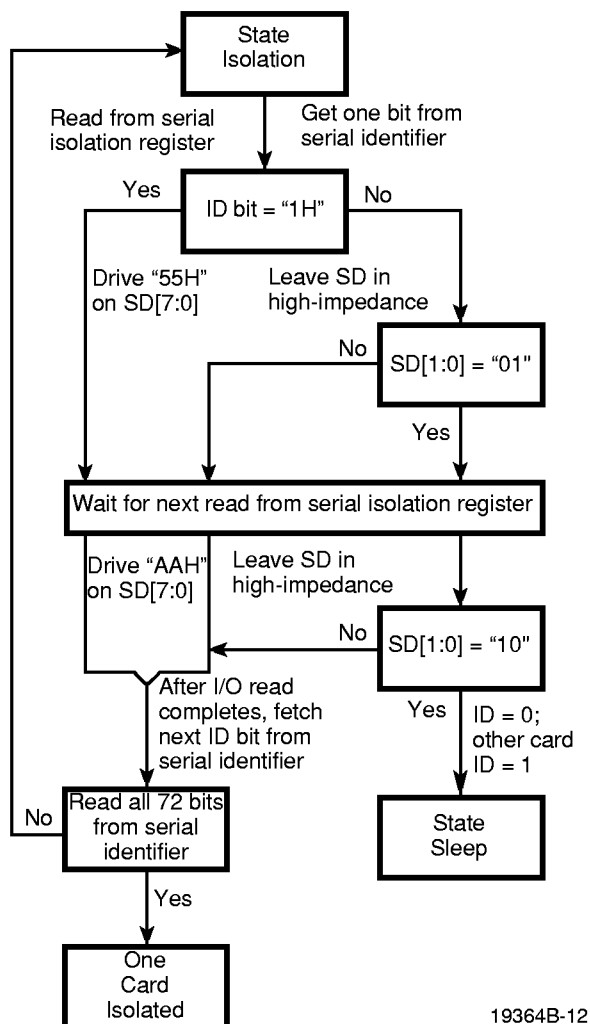 State
Isolation
Read from serial
isolation register
Get one bit from
serial identifier
Yes
ID bit = “1H”
No
Drive “55H”
on SD[7:0]
Leave SD in
high-impedance
No
SD[1:0] = “01"
Yes
Wait for next read from serial isolation register
Drive “AAH”
on SD[7:0]
Leave SD in
high-impedance
No
SD[1:0] = “10"
After I/O read
completes, fetch
next ID bit from
serial identifier
Yes
ID = 0;
other card
ID = 1
No
Read all 72 bits
from serial
identifier
State
Sleep
Yes
One
Card
Isolated
19364B-12